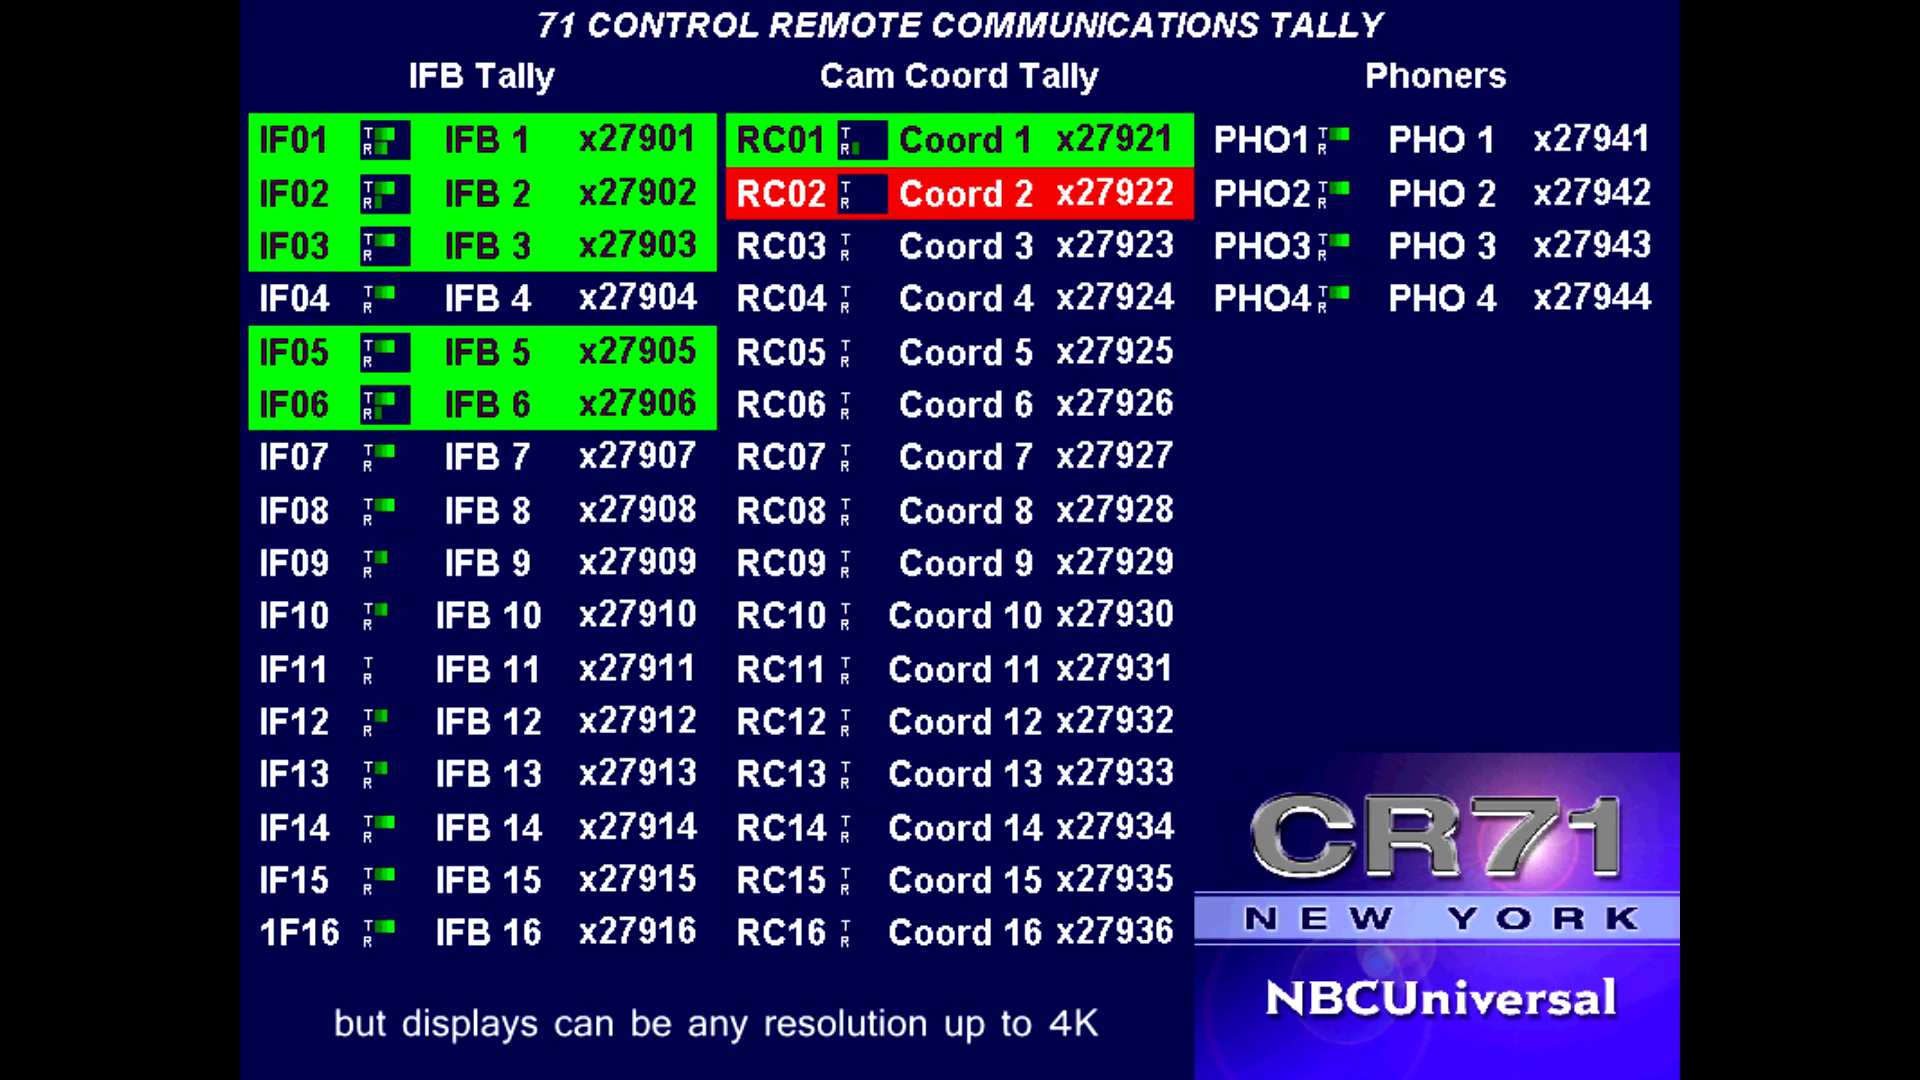 71 CONTROL REMOTE COMMUNICATIONS TALLY
IFB Tally Cam Coord Tally Phoners
IF01 T R IFB 1 x27901 RC01 T R Coord 1 x27921 PHO1 T R PHO 1 x27941
IF02 T R IFB 2 x27902 RC02 T R Coord 2 x27922 PHO2 T R PHO 2 x27942
IF03 T R IFB 3 x27903 RC03 T R Coord 3 x27923 PHO3 T R PHO 3 x27943
IF04 T R IFB 4 x27904 RC04 T R Coord 4 x27924 PHO4 T R PHO 4 x27944
IF05 T R IFB 5 x27905 RC05 T R Coord 5 x27925
IF06 T R IFB 6 x27906 RC06 T R Coord 6 x27926
IF07 T R IFB 7 x27907 RC07 T R Coord 7 x27927
IF08 T R IFB 8 x27908 RC08 T R Coord 8 x27928
IF09 T R IFB 9 x27909 RC09 T R Coord 9 x27929
IF10 T R IFB 10 x27910 RC10 T R Coord 10 x27930
IF11 T R IFB 11 x27911 RC11 T R Coord 11 x27931
IF12 T R IFB 12 x27912 RC12 T R Coord 12 x27932
IF13 T R IFB 13 x27913 RC13 T R Coord 13 x27933
IF14 T R IFB 14 x27914 RC14 T R Coord 14 x27934
IF15 T R IFB 15 x27915 RC15 T R Coord 15 x27935
1F16 T R IFB 16 x27916 RC16 T R Coord 16 x27936
CR71
NEW YORK
NBCUniversal
but displays can be any resolution up to 4K